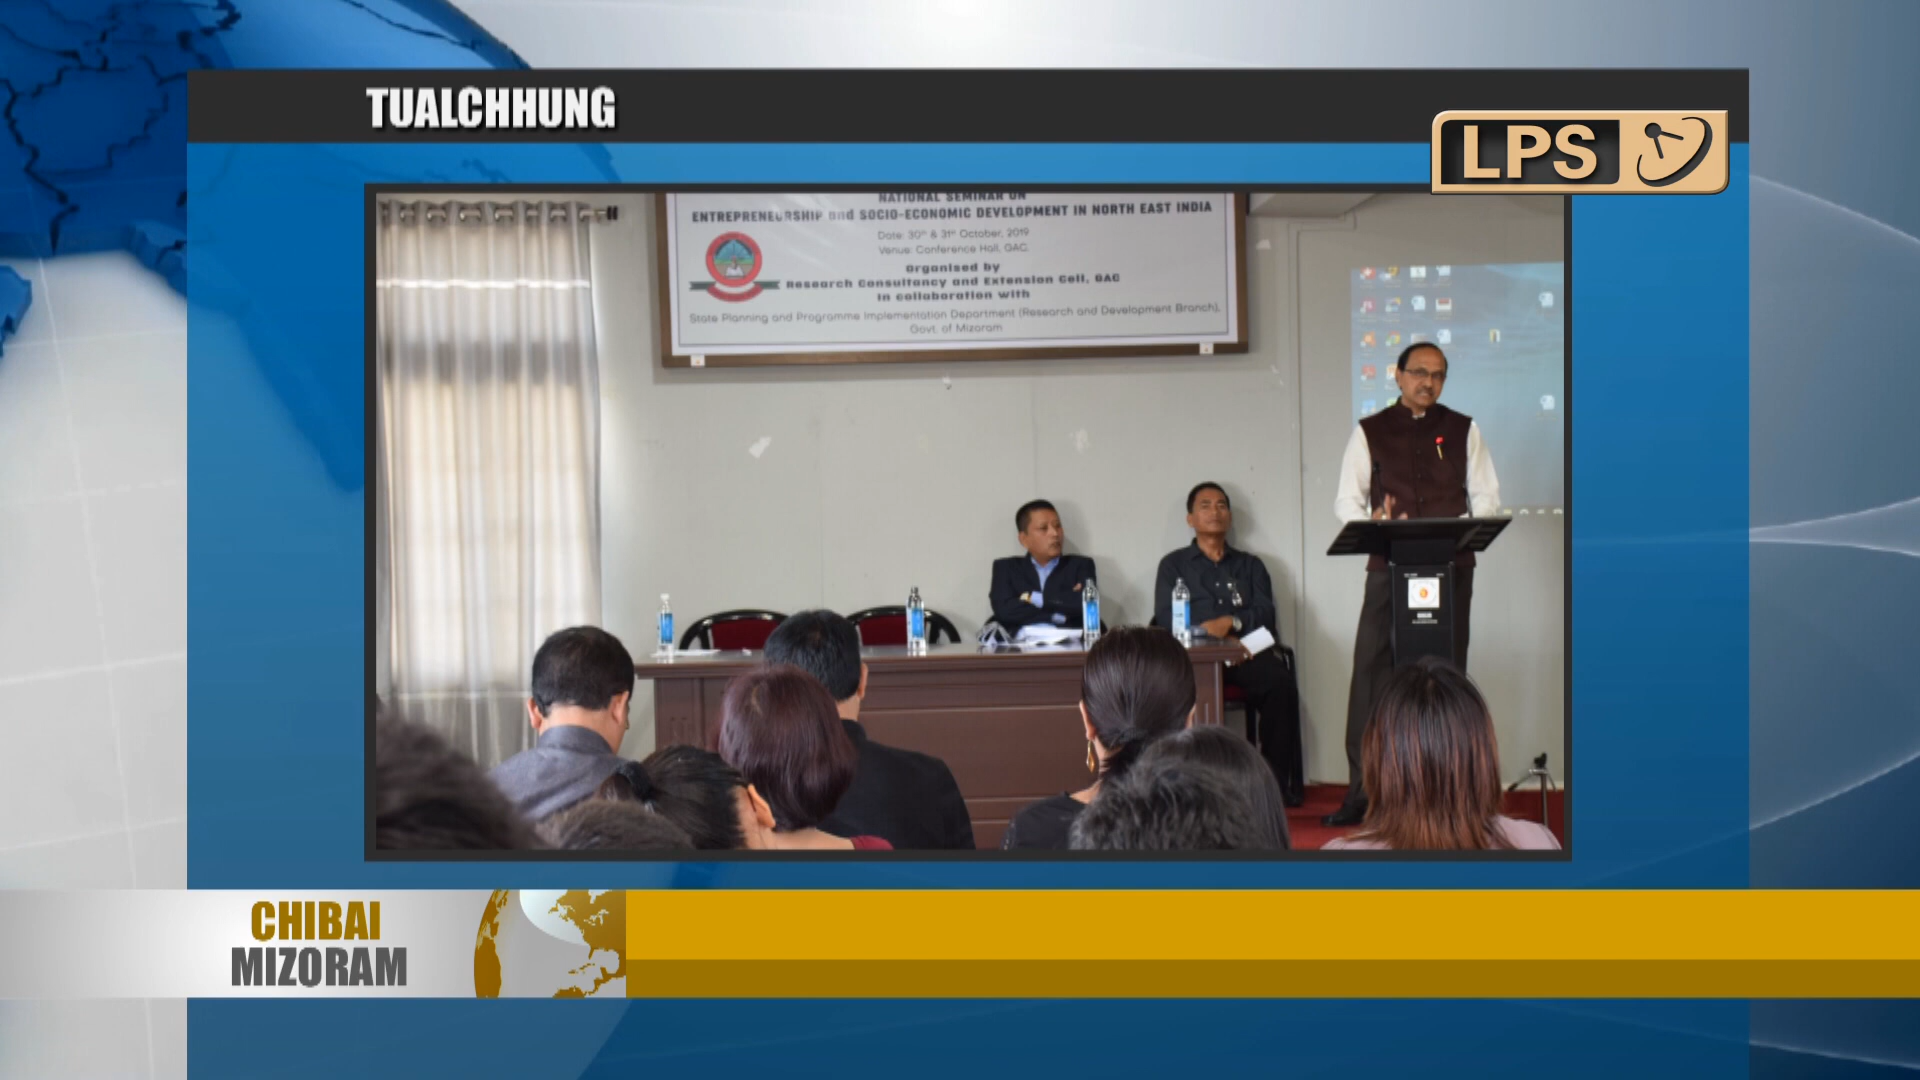 TUALCHHUNG
LPS
NATIONAL SEMINAR ON
ENTREPRENEURSHIP and SOCIO-ECONOMIC DEVELOPMENT IN NORTH EAST INDIA
Date: 30th & 31st October, 2019
Venue: Conference Hall, GAC.
Organised by
Research Consultancy and Extension Cell, GAC
In collaboration with
State Planning and Programme Implementation Department (Research and Development Branch),
Govt. of Mizoram
CHIBAI
MIZORAM